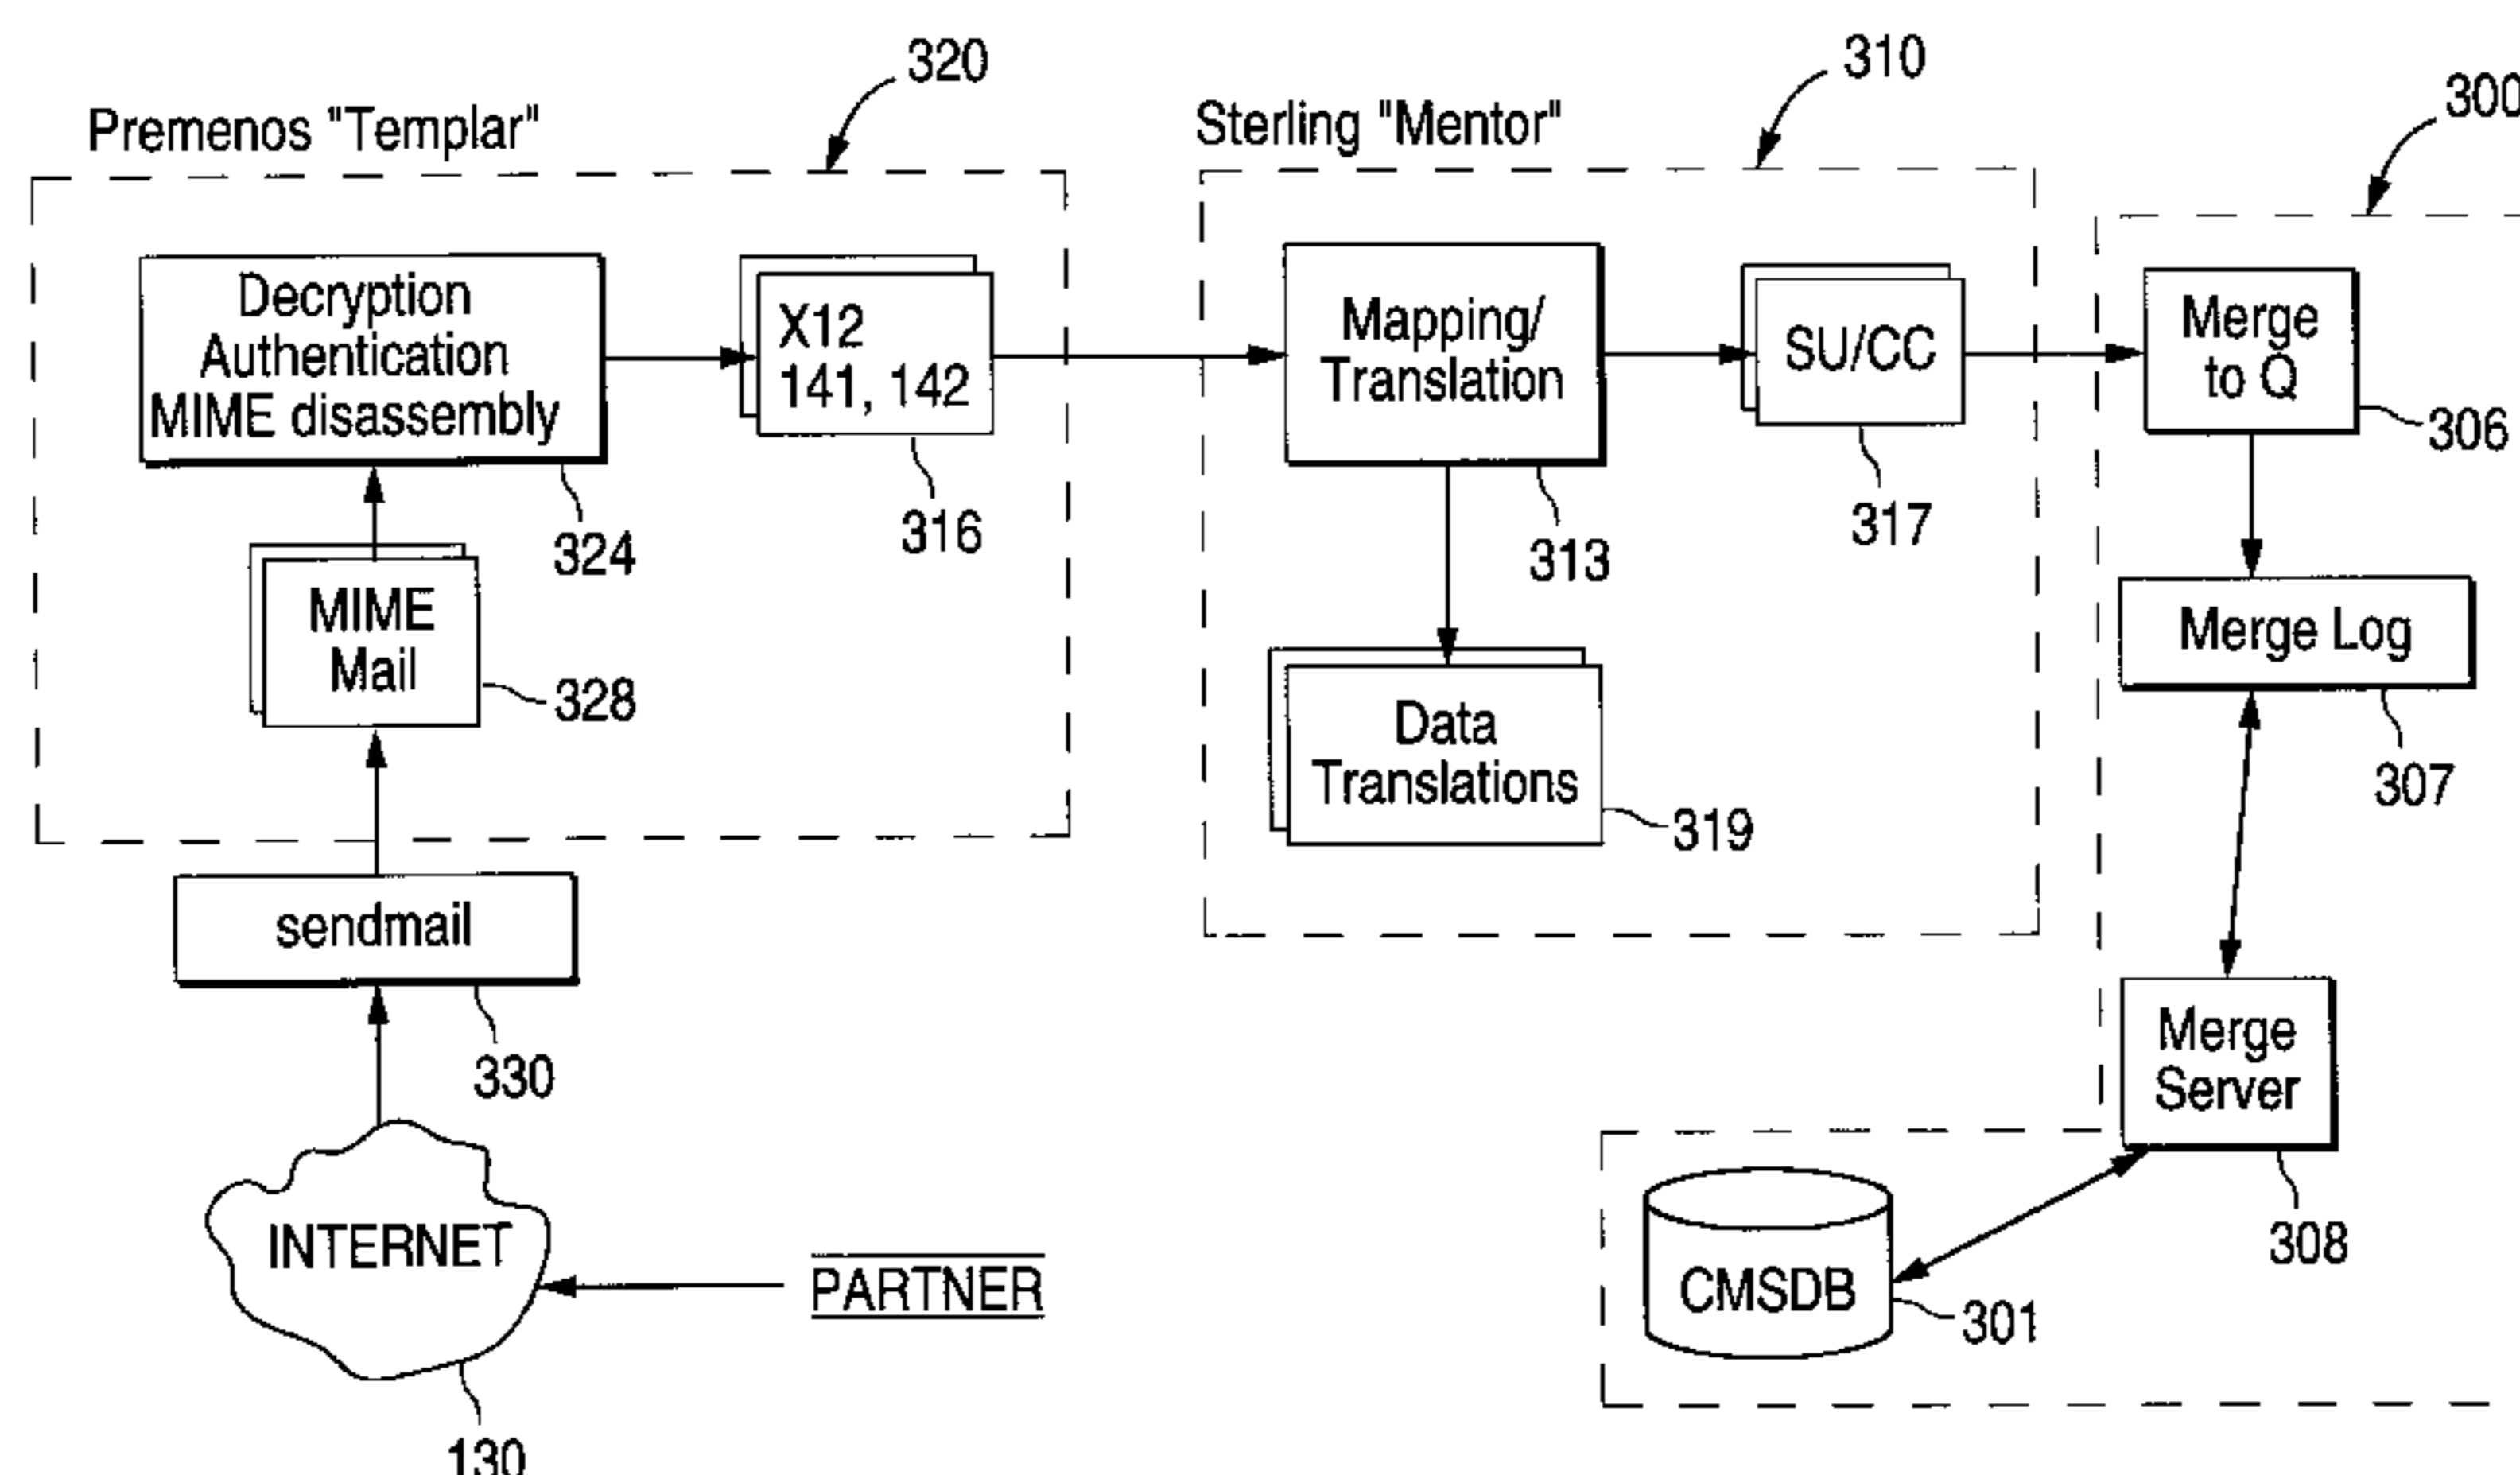 320
310
300
Premenos "Templar"
Sterling "Mentor"
Decryption
Authentication
MIME disassembly
324
X12
141, 142
316
MIME
Mail
328
sendmail
330
INTERNET
130
PARTNER
Mapping/
Translation
313
SU/CC
317
Data
Translations
319
Merge
to Q
306
Merge Log
307
Merge
Server
308
CMSDB
301